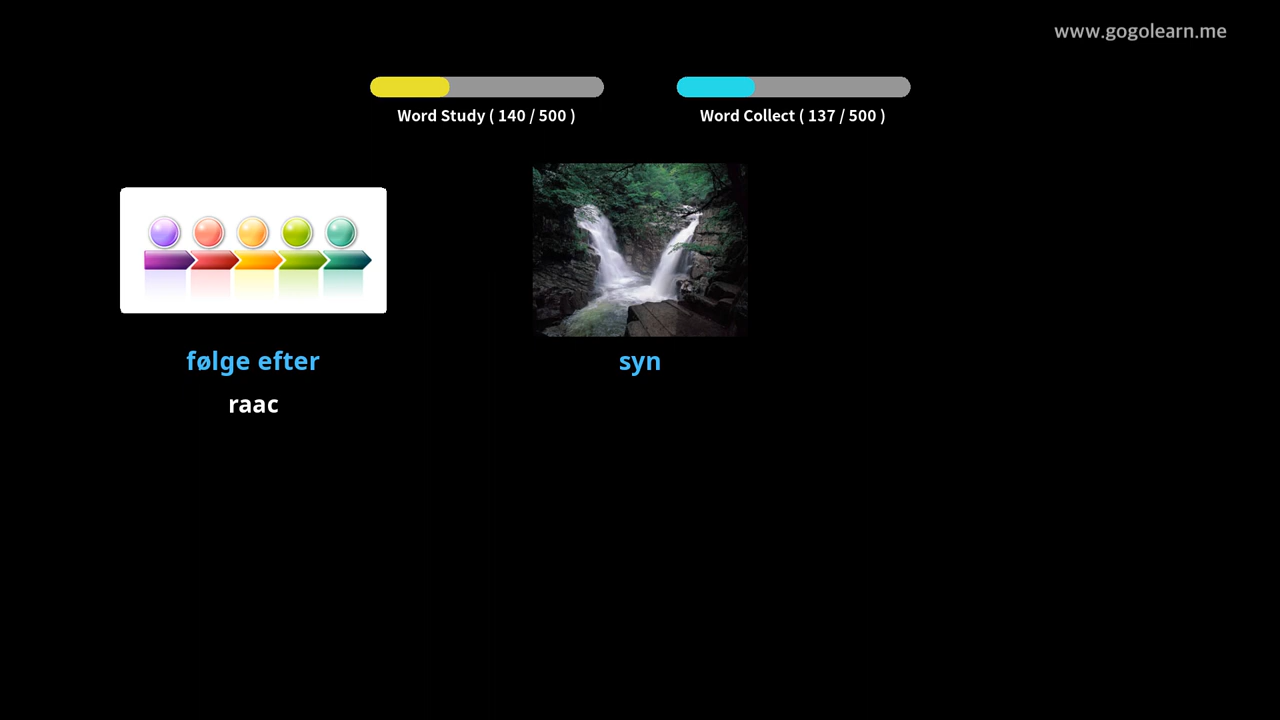 www.gogolearn.me
Word Study ( 140 / 500 )
Word Collect ( 137 / 500 )
følge efter
raac
syn